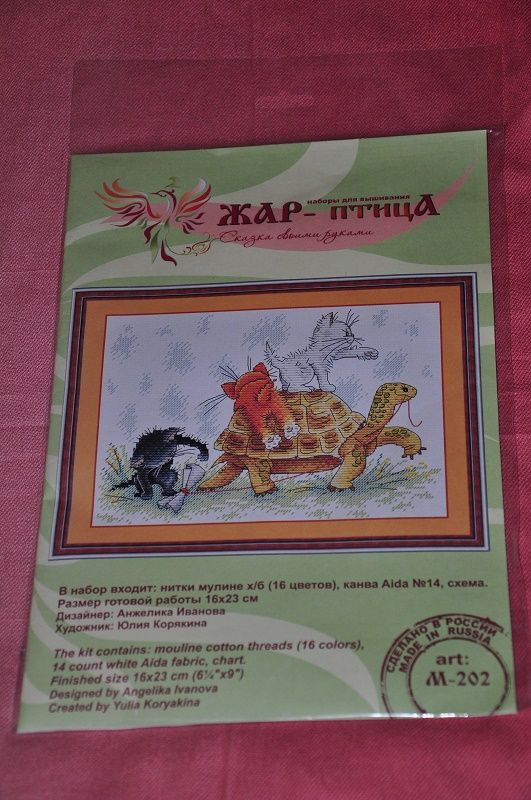 наборы для вышивания
ЖАР-ПТИЦА
Сказка своими руками
В набор входит: нитки мулине х/б (16 цветов), канва Aida №14, схема.
Размер готовой работы 16х23 см
Дизайнер: Анжелика Иванова
Художник: Юлия Корякина
The kit contains: mouline cotton threads (16 colors),
14 count white Aida fabric, chart.
Finished size 16x23 cm (6¼"x9")
Designed by Angelika Ivanova
Created by Yulia Koryakina
СДЕЛАНО В РОССИИ
MADE IN RUSSIA
art:
М-202